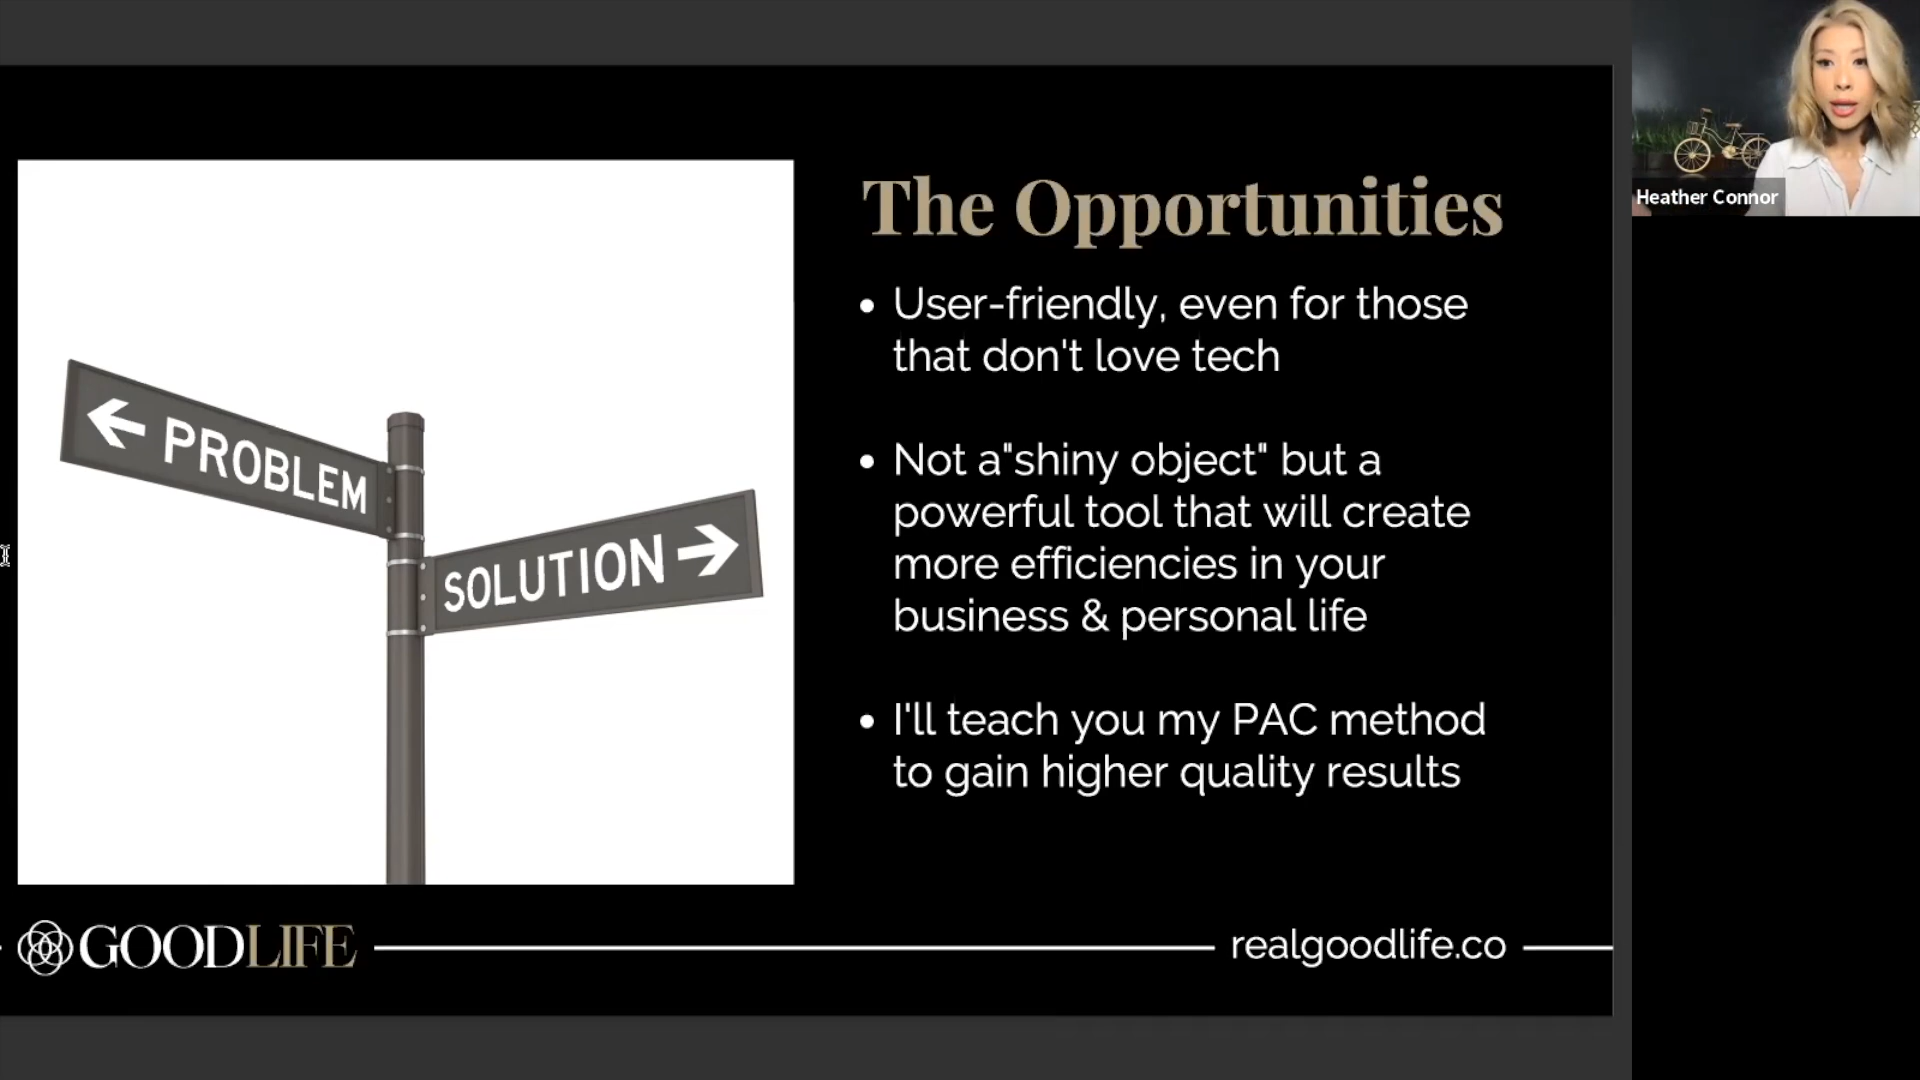 Heather Connor
← PROBLEM
SOLUTION →
The Opportunities
• User-friendly, even for those
that don't love tech
• Not a"shiny object" but a
powerful tool that will create
more efficiencies in your
business & personal life
• I'll teach you my PAC method
to gain higher quality results
GOODLIFE
realgoodlife.co